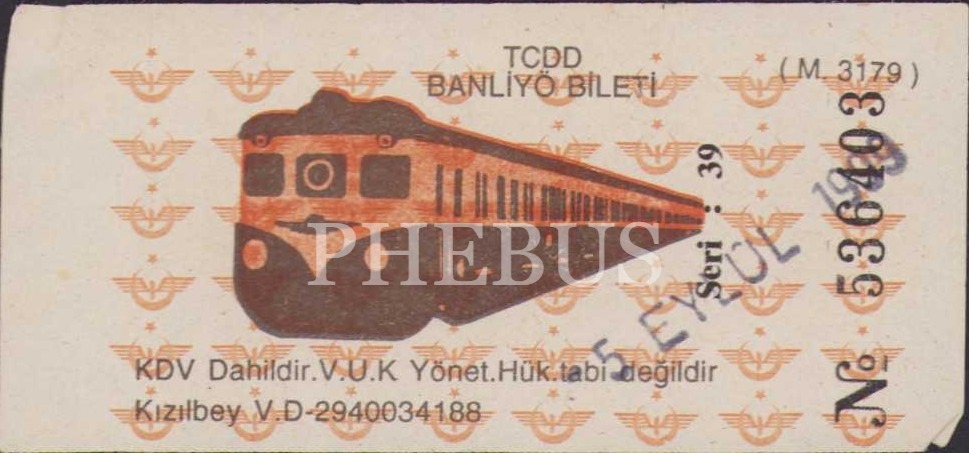 TCDD
BANLİYÖ BİLETİ
( M. 3179 )
Seri : 39
№ 536403
- 5 EYLÜL
PHEBUS
KDV Dahildir.V.U.K Yönet.Hük.tabi değildir
Kızılbey V.D-2940034188